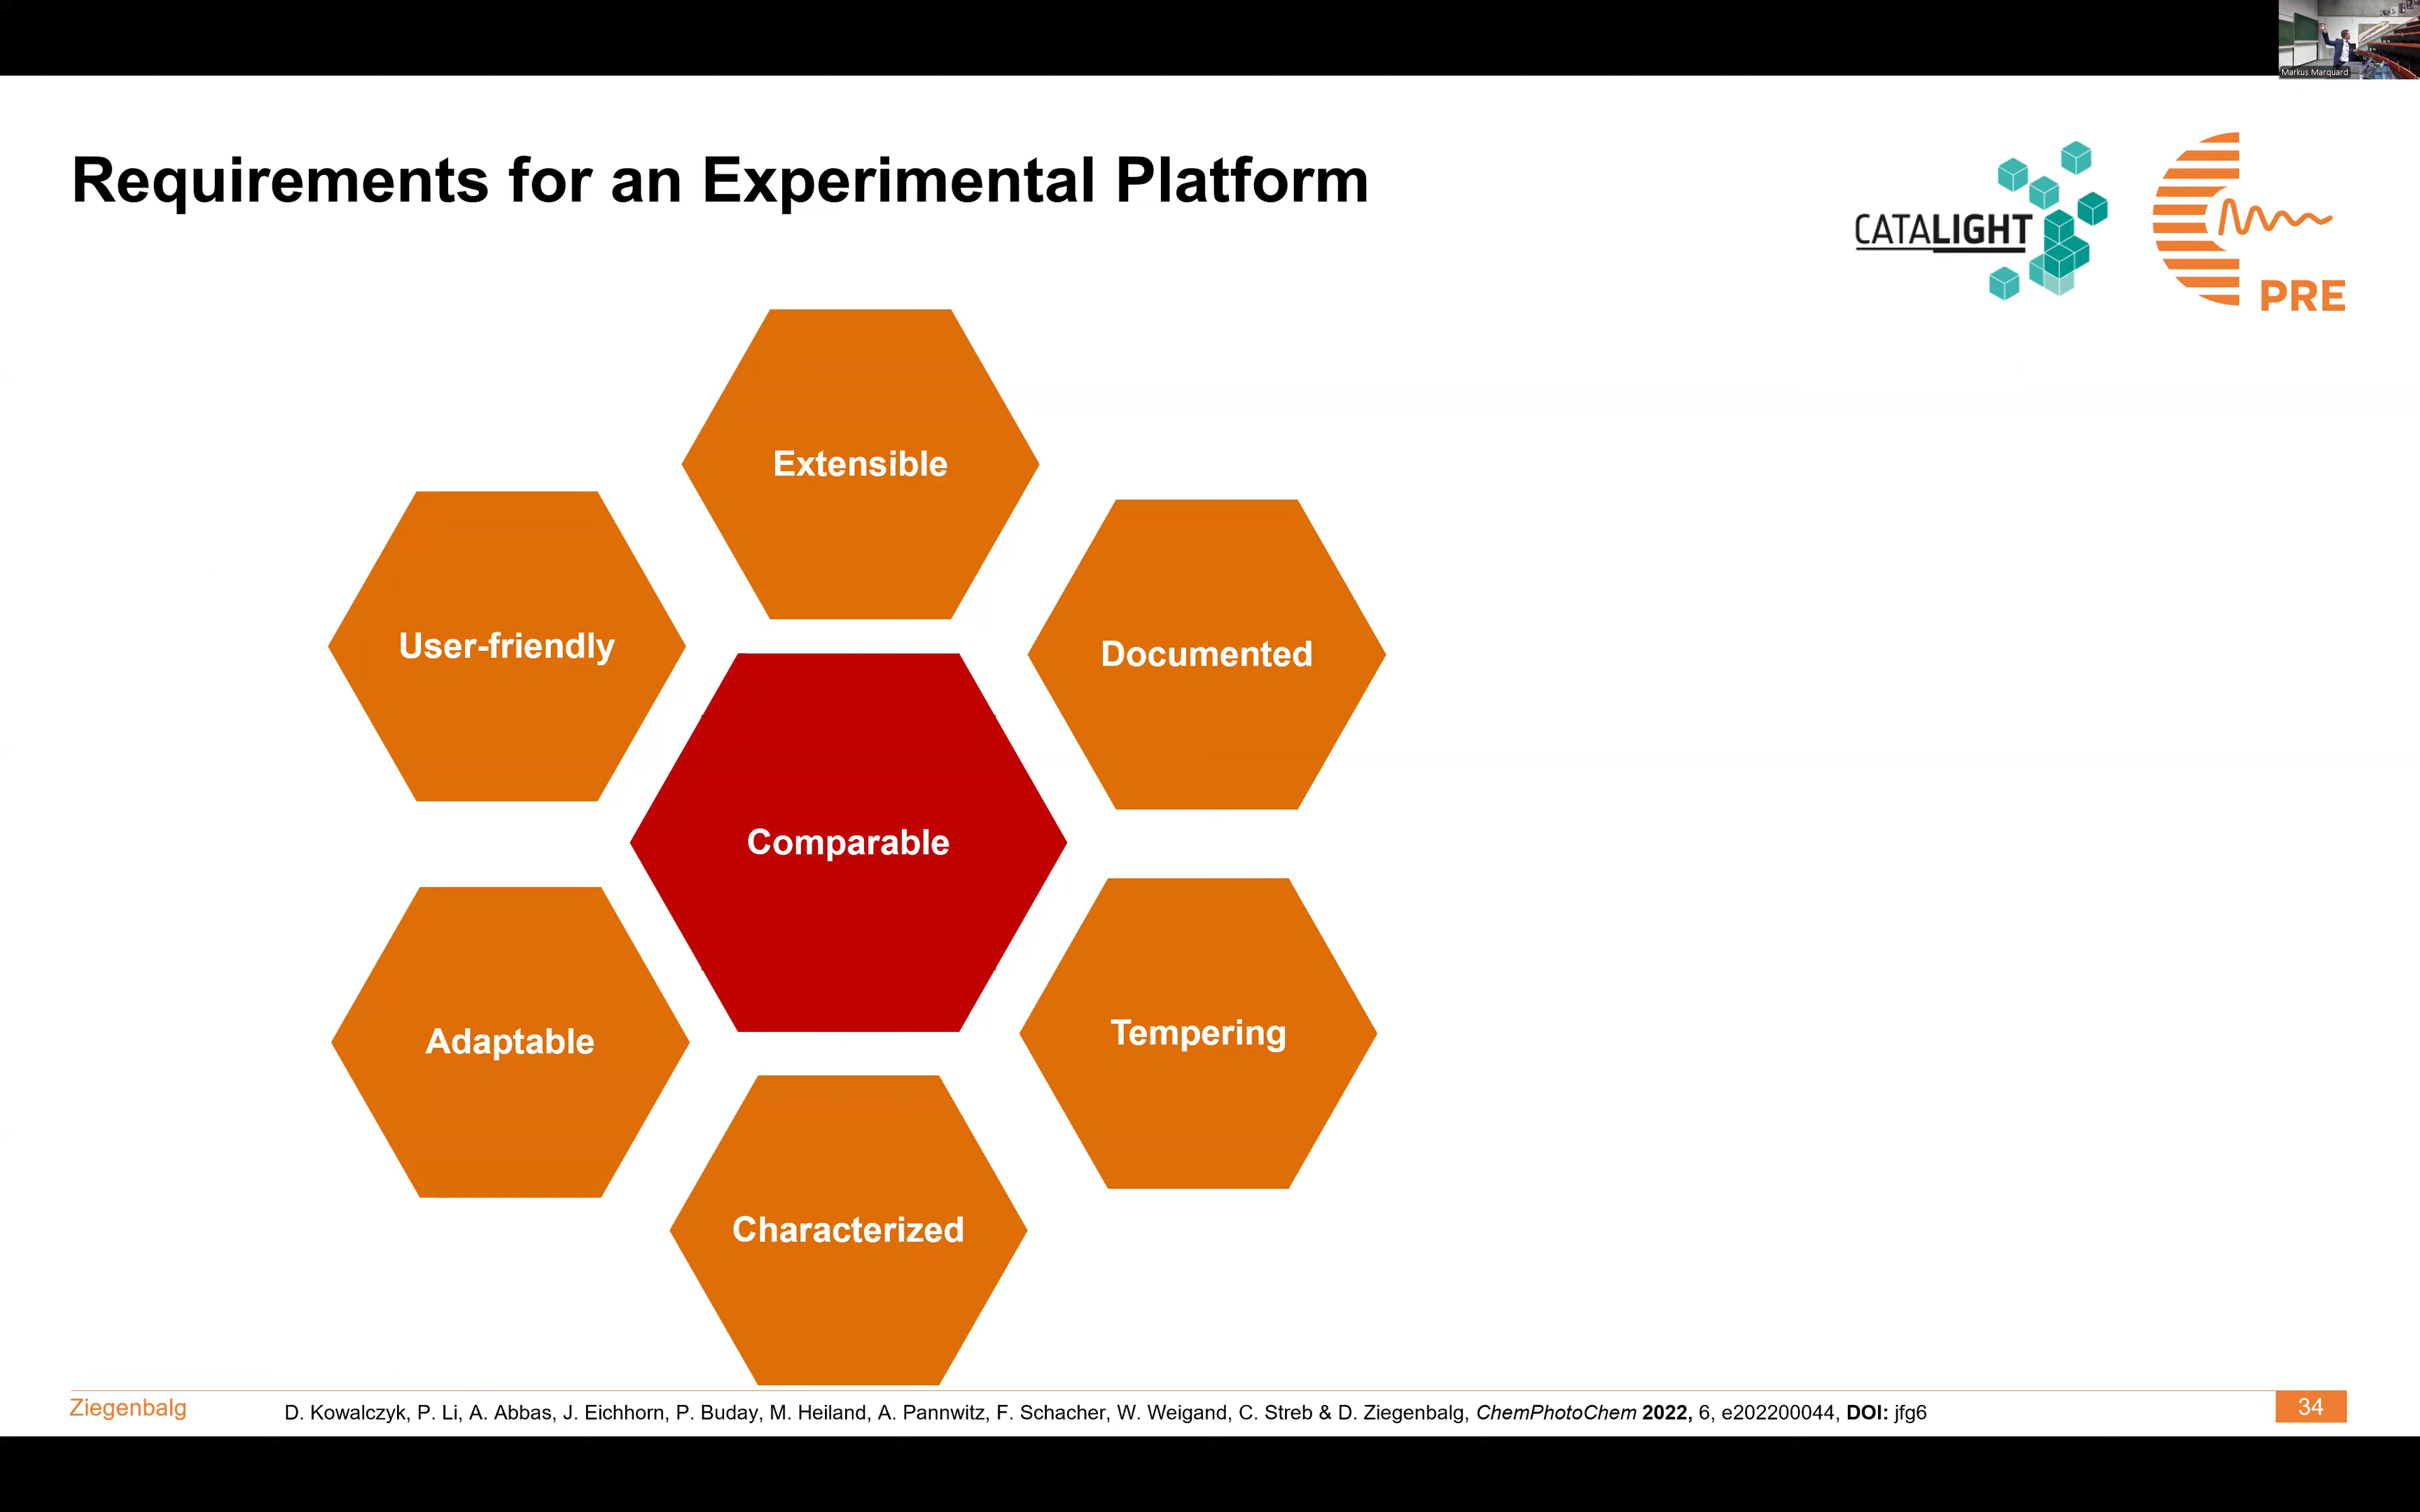 Markus Marquard
Requirements for an Experimental Platform
CATALIGHT
PRE
Extensible
User-friendly
Documented
Comparable
Adaptable
Tempering
Characterized
Ziegenbalg
D. Kowalczyk, P. Li, A. Abbas, J. Eichhorn, P. Buday, M. Heiland, A. Pannwitz, F. Schacher, W. Weigand, C. Streb & D. Ziegenbalg, ChemPhotoChem 2022, 6, e202200044, DOI: jfg6
34